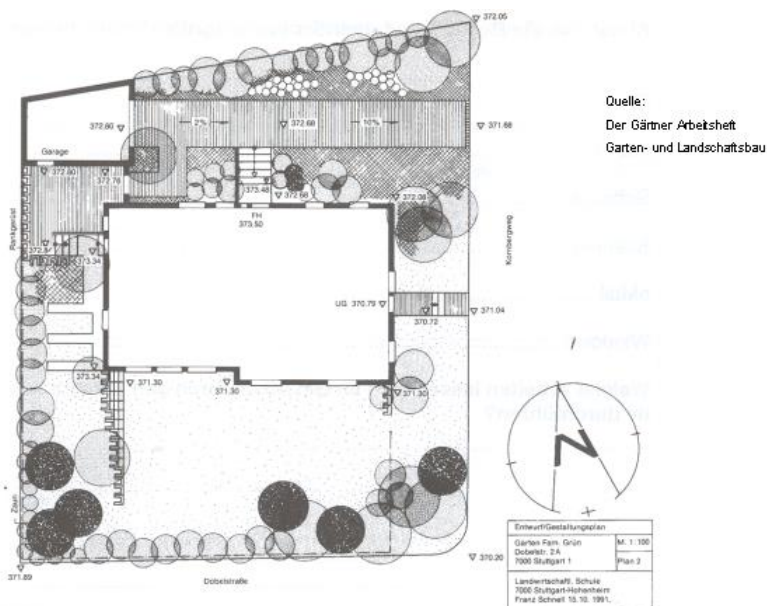 372.05
Quelle:
Der Gärtner Arbeitsheft
Garten- und Landschaftsbau
372.60
2%
372.68
10%
371.68
Garage
372.60
372.76
373.48
372.68
372.08
FH
373.50
Rankgerüst
373.34
Kornbergweg
UG 370.79
371.04
370.72
373.34
371.30
371.30
371.30
N
Zaun
Entwurf/Gestaltungsplan
Garten Fam. Grün
Dobelstr. 2A
7000 Stuttgart 1
M. 1:100
Plan 2
Landwirtschaftl. Schule
7000 Stuttgart-Hohenheim
Franz Schnell 15.10. 1991.
370.20
371.89
Dobelstraße